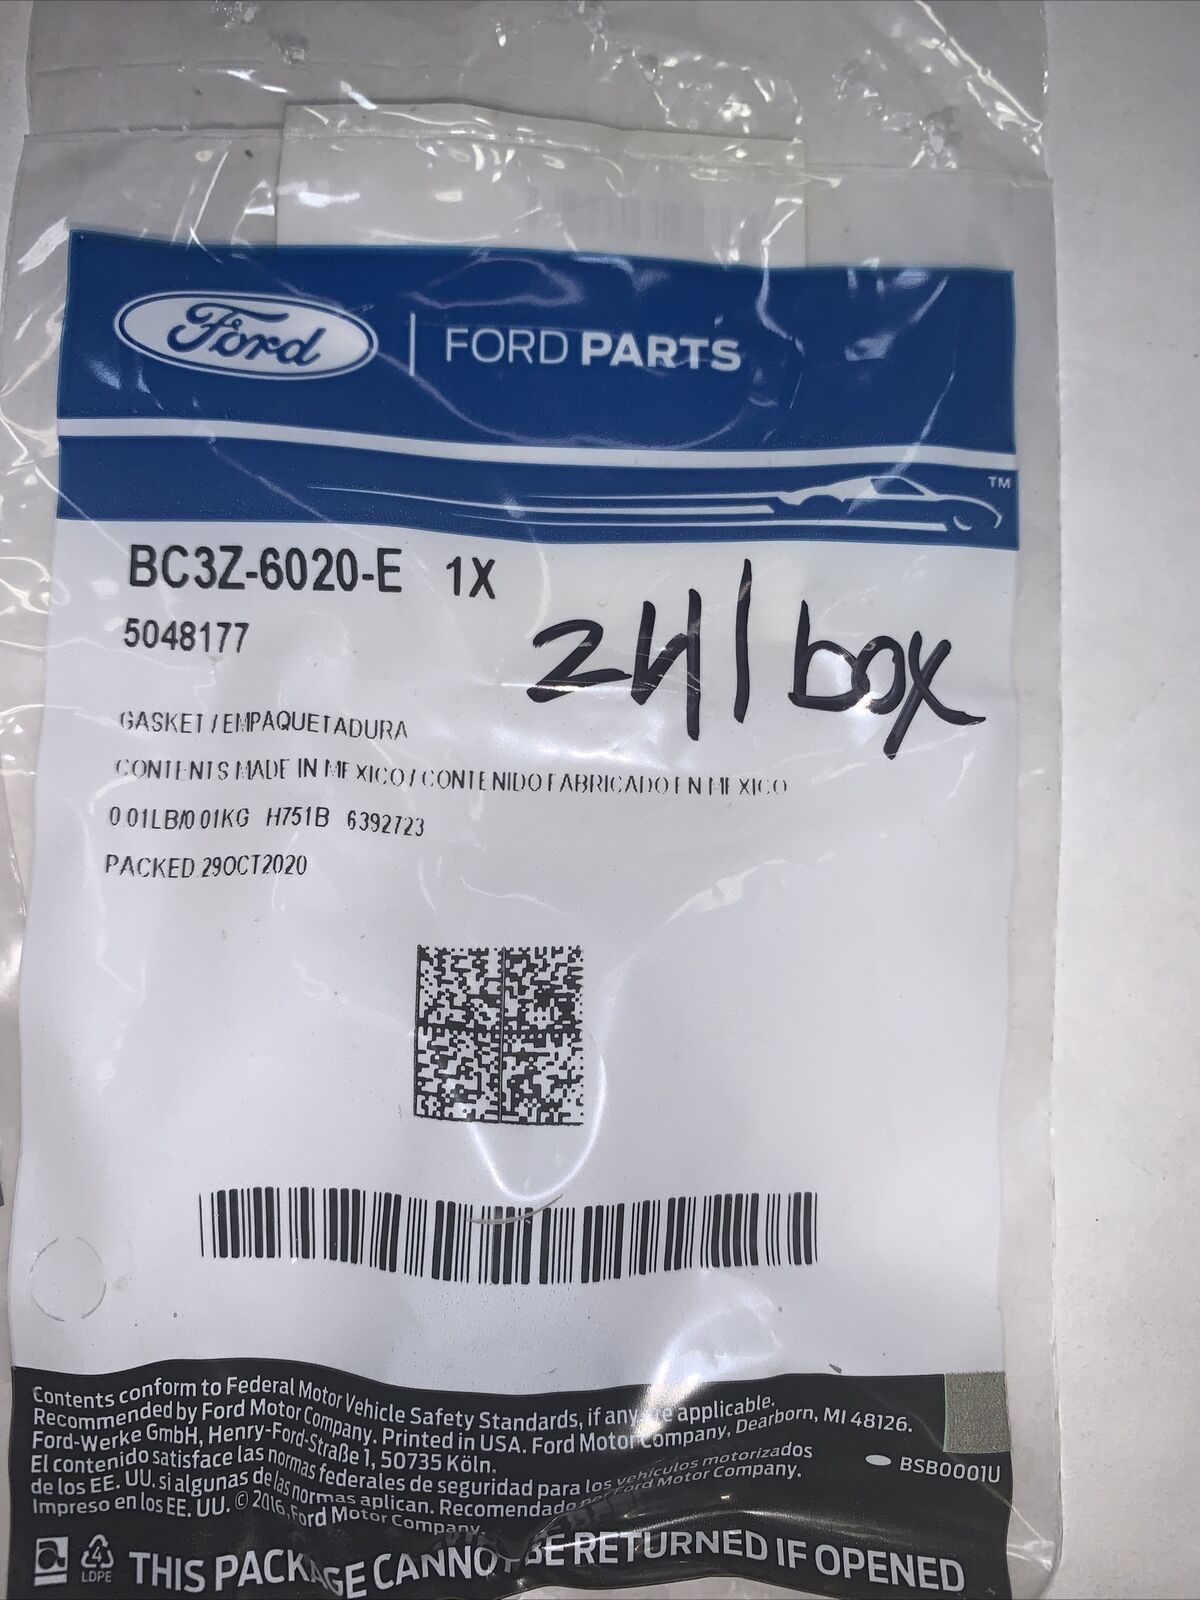 Ford | FORD PARTS
TM
BC3Z-6020-E 1X
5048177
24/box
GASKET / EMPAQUETADURA
CONTENTS MADE IN MEXICO / CONTENIDO FABRICADO EN MEXICO
0.01LB/0.01KG H751B 6392723
PACKED 29OCT2020
Contents conform to Federal Motor Vehicle Safety Standards, if any are applicable.
Recommended by Ford Motor Company. Printed in USA. Ford Motor Company, Dearborn, MI 48126.
Ford-Werke GmbH, Henry-Ford-Straße 1, 50735 Köln.
El contenido satisface las normas federales de seguridad para los vehículos motorizados
de los EE. UU. si algunas de las normas aplican. Recomendado por Ford Motor Company.
Impreso en los EE. UU. © 2016, Ford Motor Company.
BSB0001U
4
LDPE
THIS PACKAGE CANNOT BE RETURNED IF OPENED